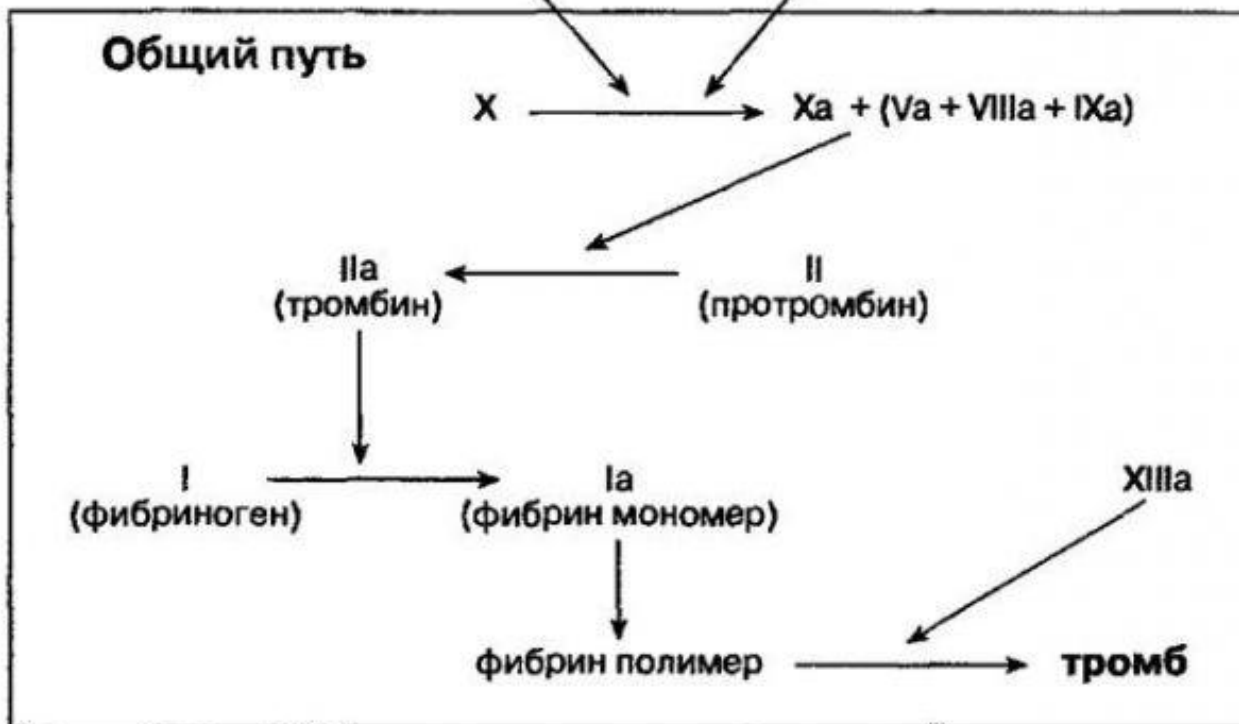 Общий путь
X Xa + (Va + VIIIa + IXa)
IIa II
(тромбин) (протромбин)
I Ia XIIIa
(фибриноген) (фибрин мономер)
фибрин полимер тромб